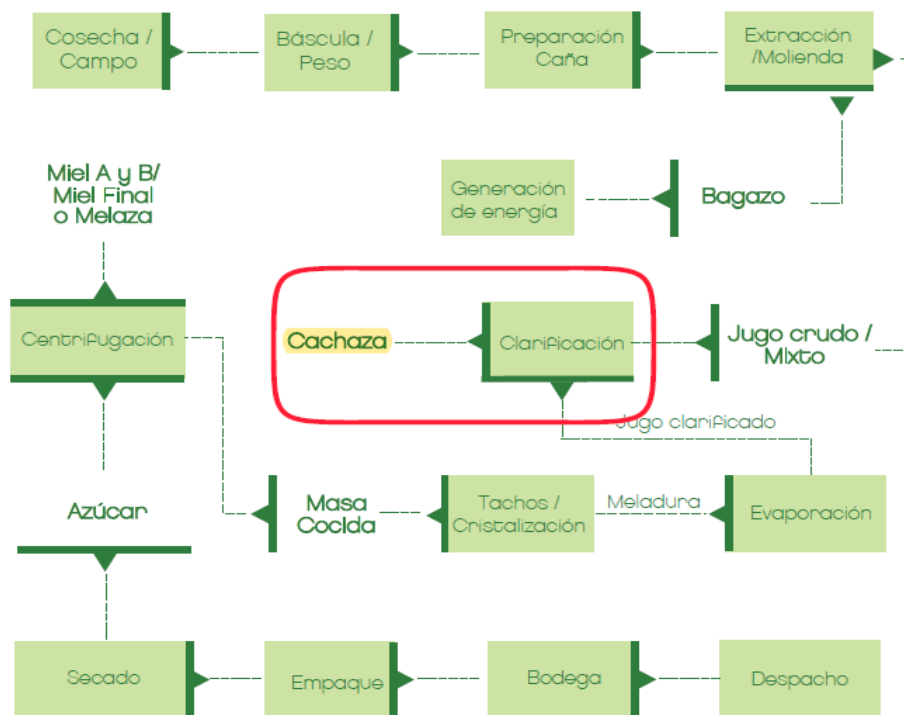 Cosecha /
Campo
Báscula /
Peso
Preparación
Caña
Extracción
/Molienda
Miel A y B/
Miel Final
o Melaza
Generación
de energía
Bagazo
Centrifugación
Cachaza
Clarificación
Jugo crudo /
Mixto
Jugo clarificado
Azúcar
Masa
Cocida
Tachos /
Cristalización
Meladura
Evaporación
Secado
Empaque
Bodega
Despacho